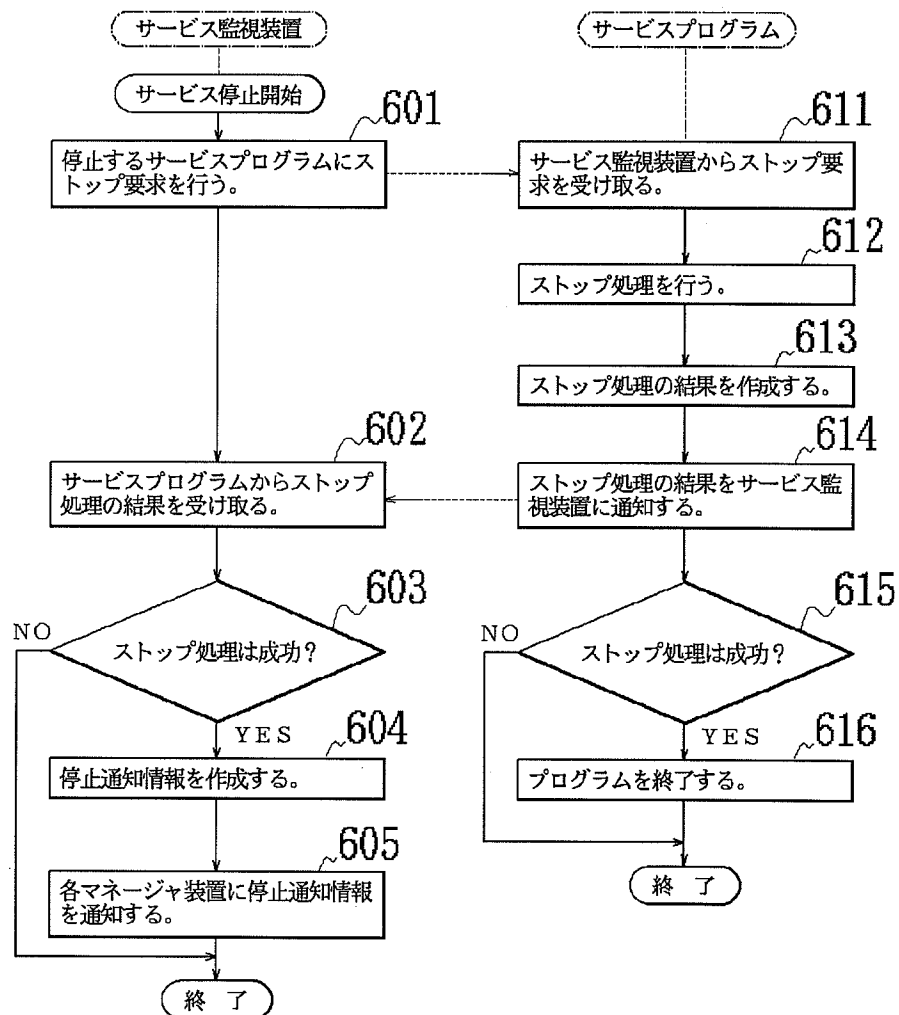 サービス監視装置
サービス停止開始
601
停止するサービスプログラムにス
トップ要求を行う。
602
サービスプログラムからストップ
処理の結果を受け取る。
603
ストップ処理は成功?
NO
YES
604
停止通知情報を作成する。
605
各マネージャ装置に停止通知情報
を通知する。
終 了
サービスプログラム
611
サービス監視装置からストップ要
求を受け取る。
612
ストップ処理を行う。
613
ストップ処理の結果を作成する。
614
ストップ処理の結果をサービス監
視装置に通知する。
615
ストップ処理は成功?
NO
YES
616
プログラムを終了する。
終 了